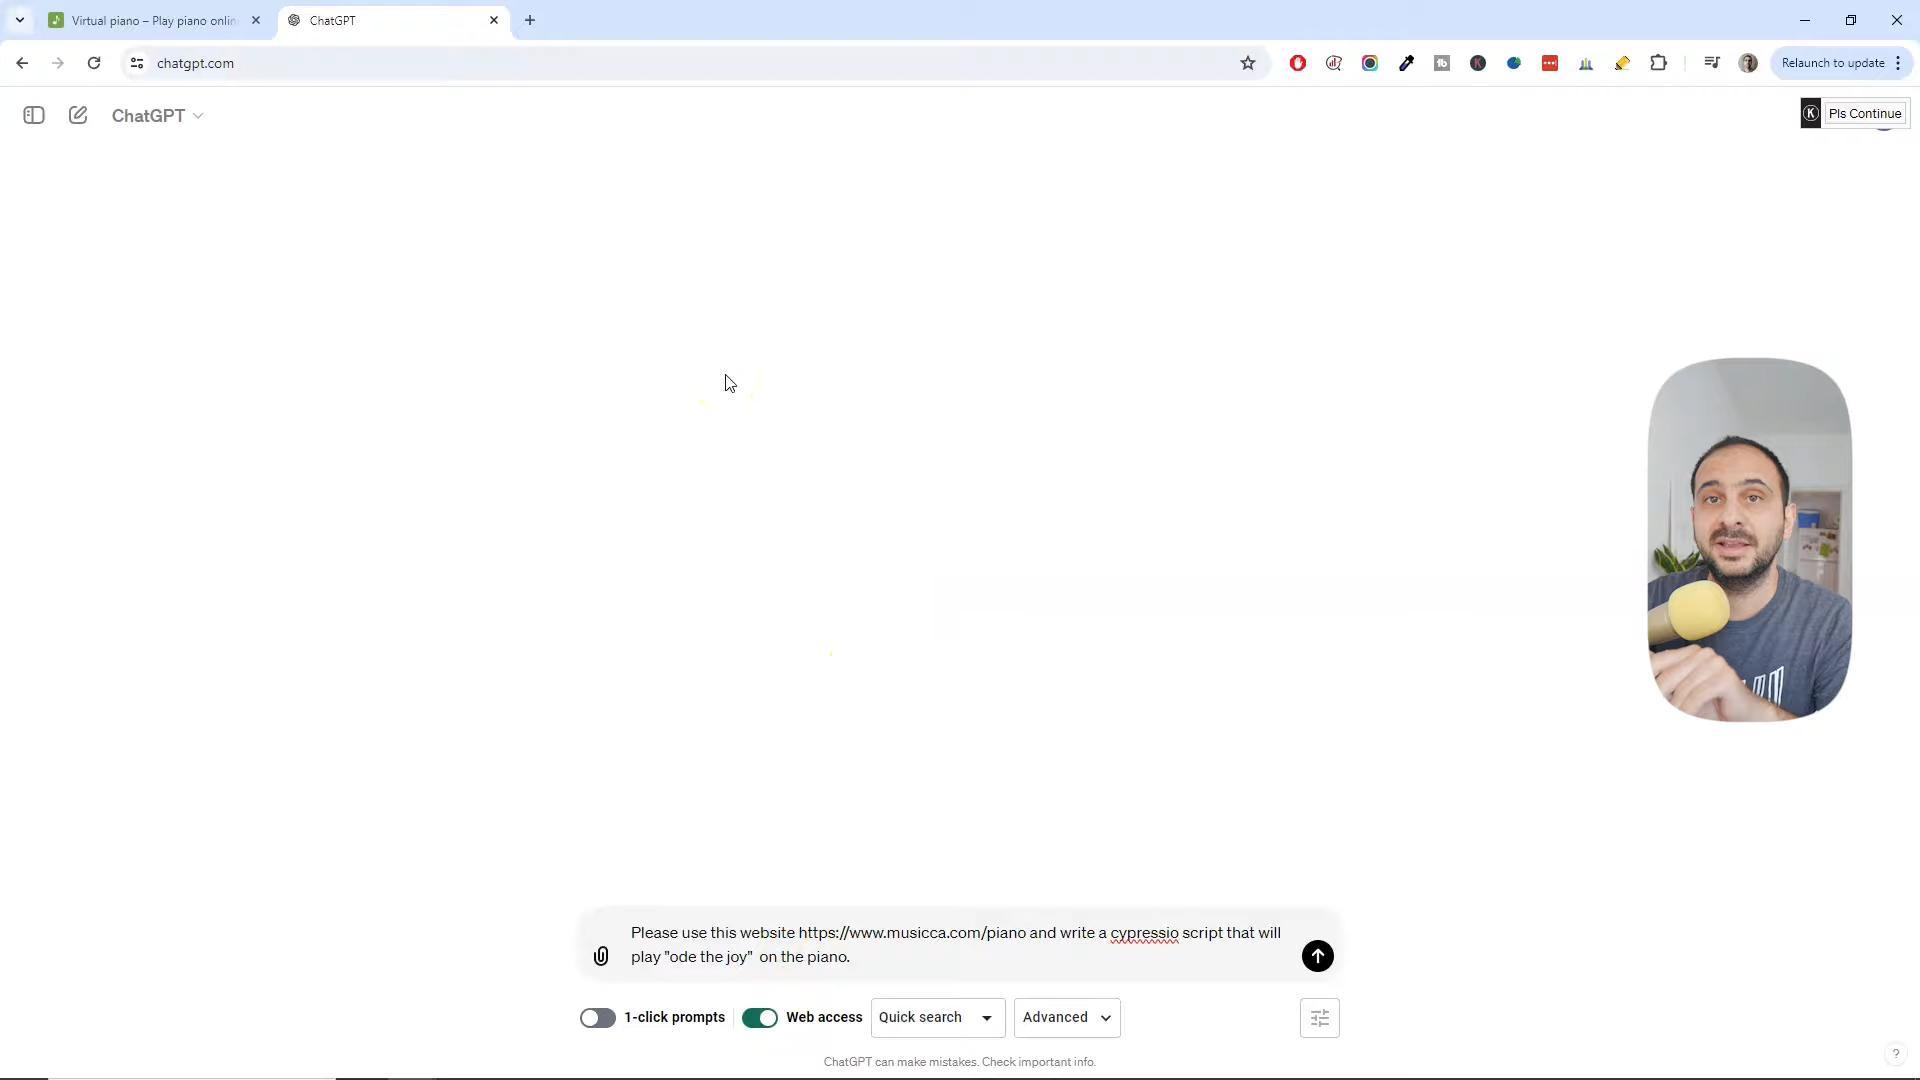 Virtual piano – Play piano onlin
ChatGPT
chatgpt.com
Relaunch to update
ChatGPT
Pls Continue
Please use this website https://www.musicca.com/piano and write a cypressio script that will
play "ode the joy"  on the piano.
1-click prompts
Web access
Quick search
Advanced
ChatGPT can make mistakes. Check important info.
?